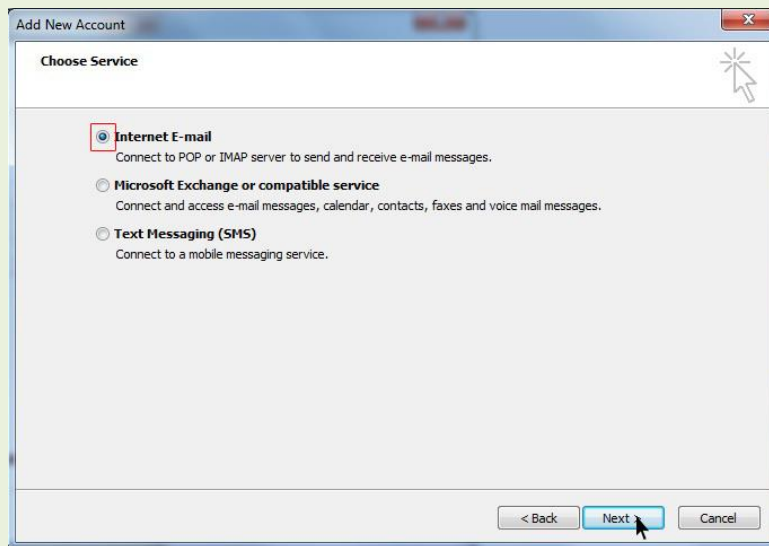 Add New Account
Choose Service
Internet E-mail
Connect to POP or IMAP server to send and receive e-mail messages.
Microsoft Exchange or compatible service
Connect and access e-mail messages, calendar, contacts, faxes and voice mail messages.
Text Messaging (SMS)
Connect to a mobile messaging service.
< Back Next > Cancel